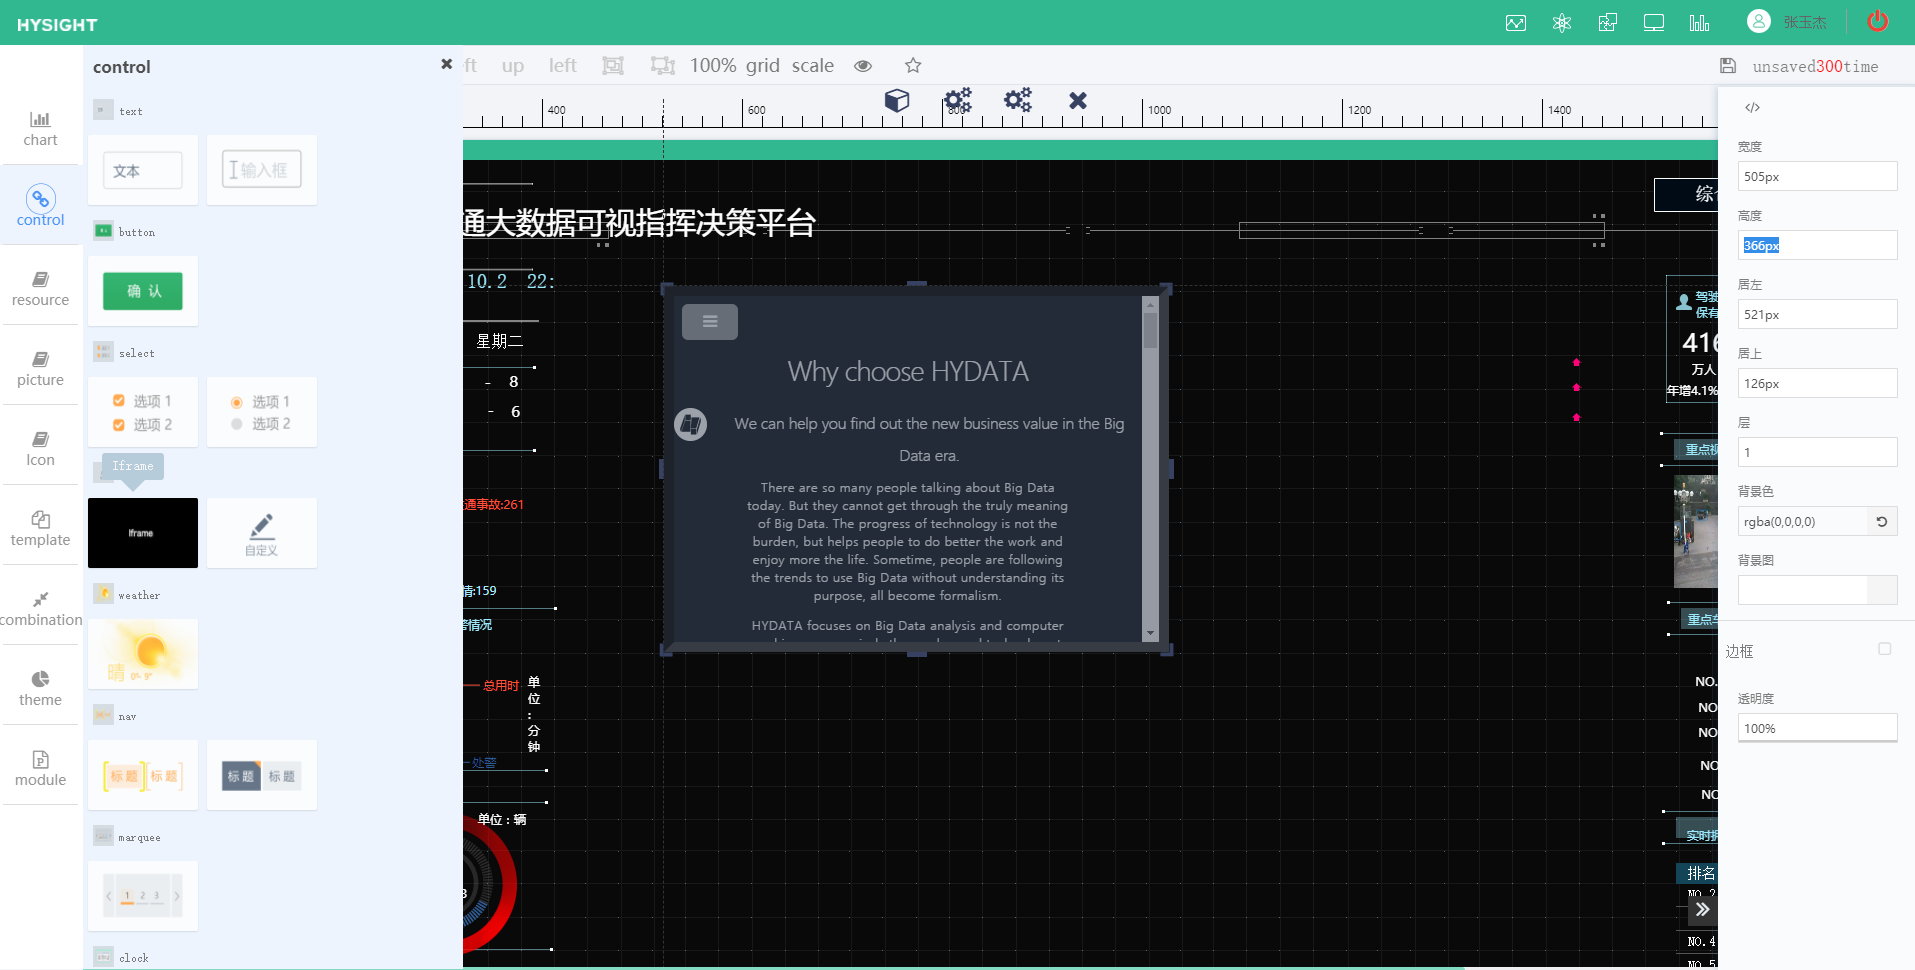 HYSIGHT
张玉杰
control
ft
up
left
100%
grid
scale
unsaved300time
chart
control
resource
picture
Icon
template
combination
theme
module
text
文本
输入框
button
确 认
select
选项 1
选项 2
选项 1
选项 2
Iframe
Iframe
自定义
weather
晴
0°- 9°
nav
标 题
标 题
标 题
标 题
marquee
1 2 3
clock
400
600
800
1000
1200
1400
通大数据可视指挥决策平台
综
10.2 22:
星期二
- 8
- 6
通事故:261
情:159
警情况
总用时
单位:分钟
处警
单位：辆
3
Why choose HYDATA
We can help you find out the new business value in the Big
Data era.
There are so many people talking about Big Data
today. But they cannot get through the truly meaning
of Big Data. The progress of technology is not the
burden, but helps people to do better the work and
enjoy more the life. Sometime, people are following
the trends to use Big Data without understanding its
purpose, all become formalism.
HYDATA focuses on Big Data analysis and computer
驾驶
保有
416
万人
年增4.1%
重点视
重点车
NO.
NO
NO
NO
NO
实时拥
排名
NO.2
NO.4
NO.5
</>
宽度
505px
高度
366px
居左
521px
居上
126px
层
1
背景色
rgba(0,0,0,0)
背景图
边框
透明度
100%